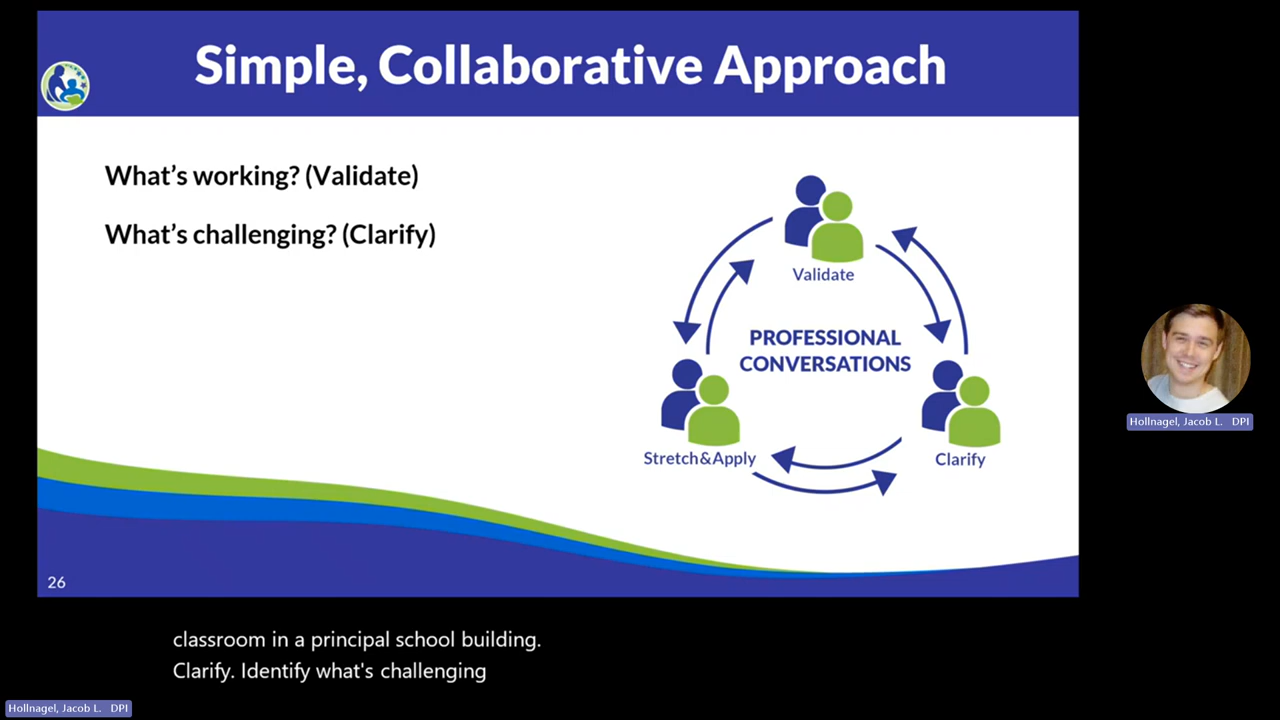 Simple, Collaborative Approach
What's working? (Validate)
What's challenging? (Clarify)
Validate
PROFESSIONAL
CONVERSATIONS
Stretch&Apply
Clarify
26
Hollnagel, Jacob L. DPI
classroom in a principal school building.
Clarify. Identify what's challenging
Hollnagel, Jacob L. DPI